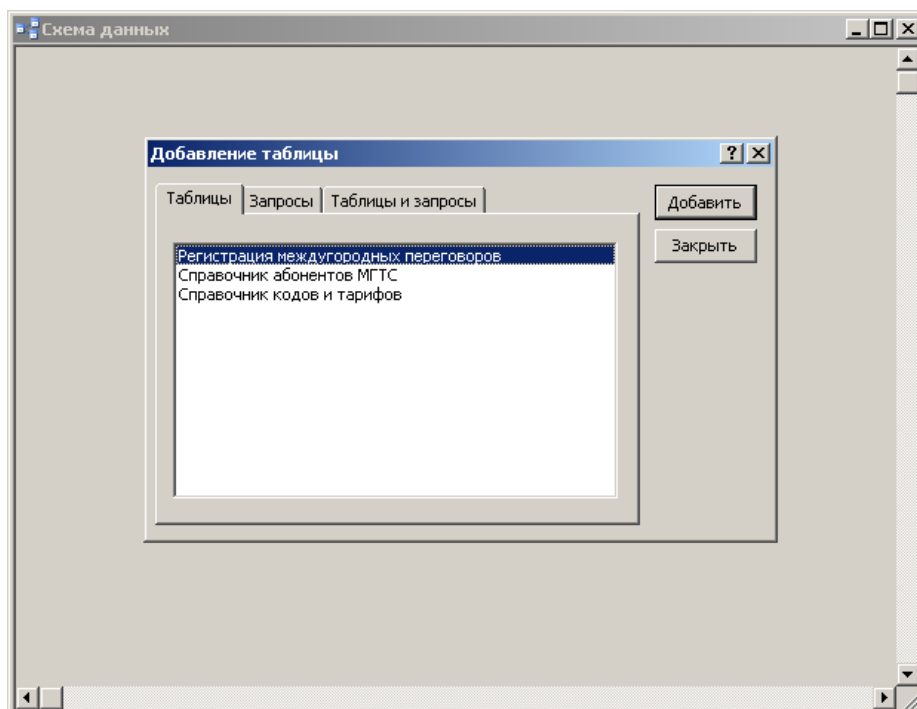 Схема данных
Добавление таблицы
Таблицы Запросы Таблицы и запросы
Добавить
Закрыть
Регистрация междугородных переговоров
Справочник абонентов МГТС
Справочник кодов и тарифов